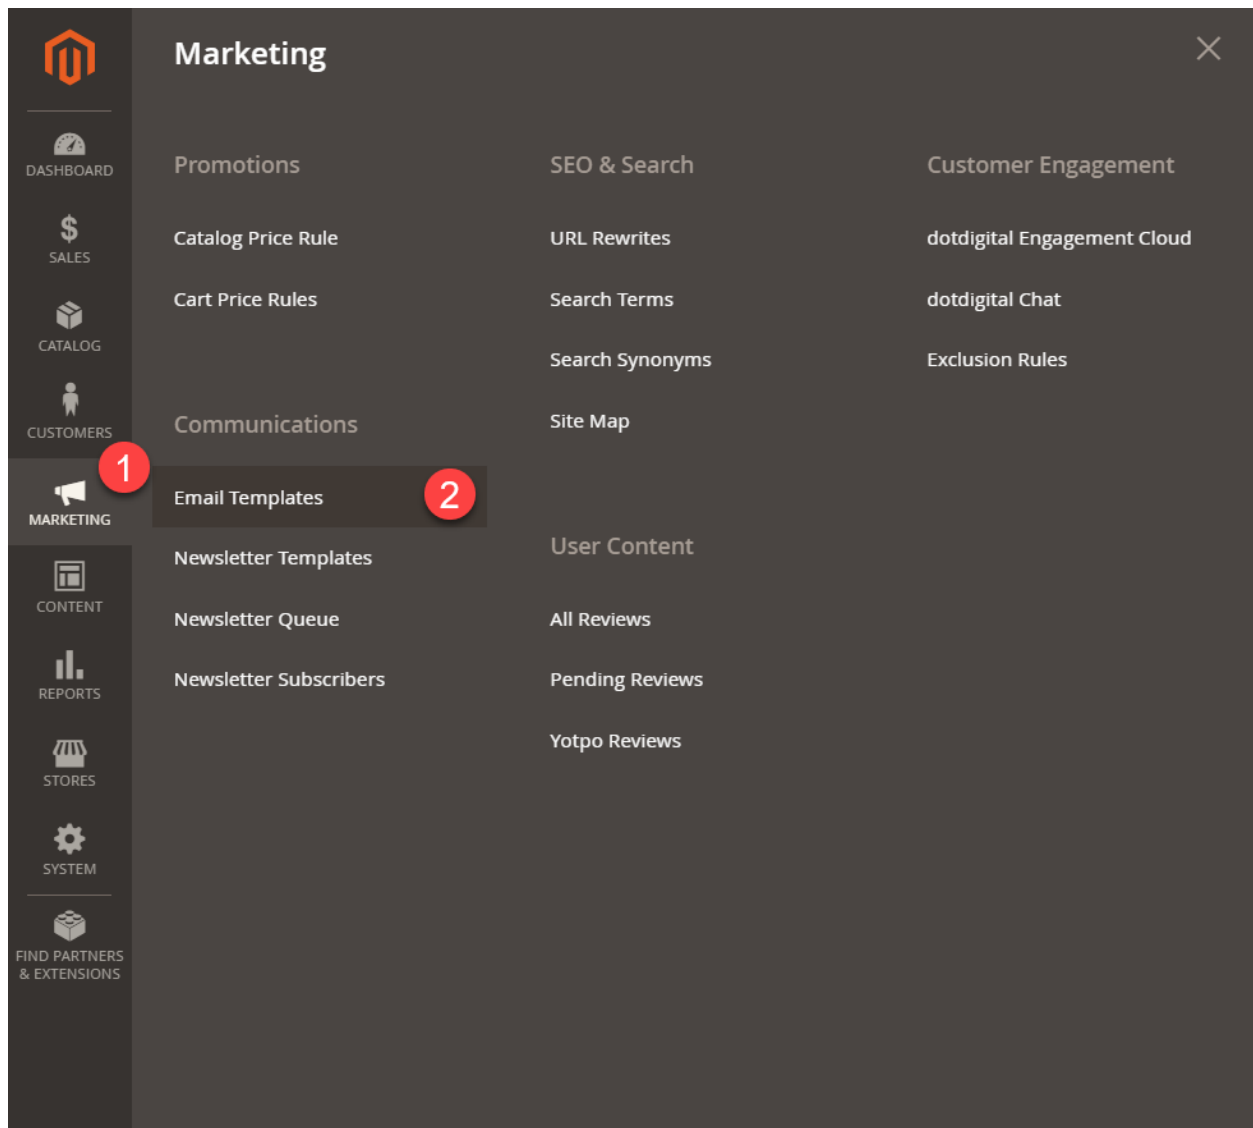 DASHBOARD
SALES
CATALOG
CUSTOMERS
1
MARKETING
CONTENT
REPORTS
STORES
SYSTEM
FIND PARTNERS
& EXTENSIONS
Marketing
Promotions
Catalog Price Rule
Cart Price Rules
Communications
Email Templates
2
Newsletter Templates
Newsletter Queue
Newsletter Subscribers
SEO & Search
URL Rewrites
Search Terms
Search Synonyms
Site Map
User Content
All Reviews
Pending Reviews
Yotpo Reviews
Customer Engagement
dotdigital Engagement Cloud
dotdigital Chat
Exclusion Rules